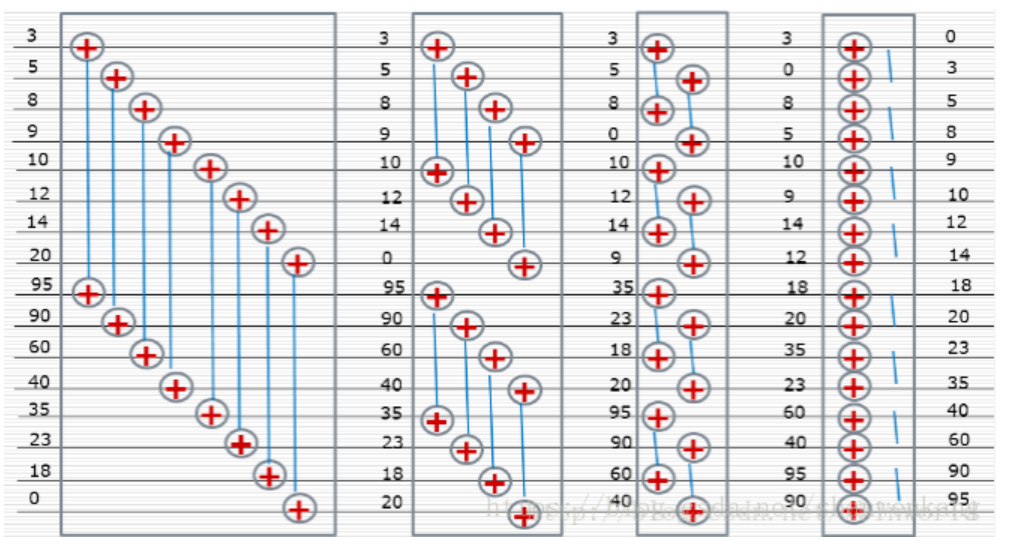 3 3 3 3 0
5 5 5 0 3
8 8 8 8 5
9 9 0 5 8
10 10 10 10 9
12 12 12 9 10
14 14 14 14 12
20 0 9 12 14
95 95 35 18 18
90 90 23 20 20
60 60 18 35 23
40 40 20 23 35
35 35 95 60 40
23 23 90 40 60
18 18 60 95 90
0 20 40 90 95